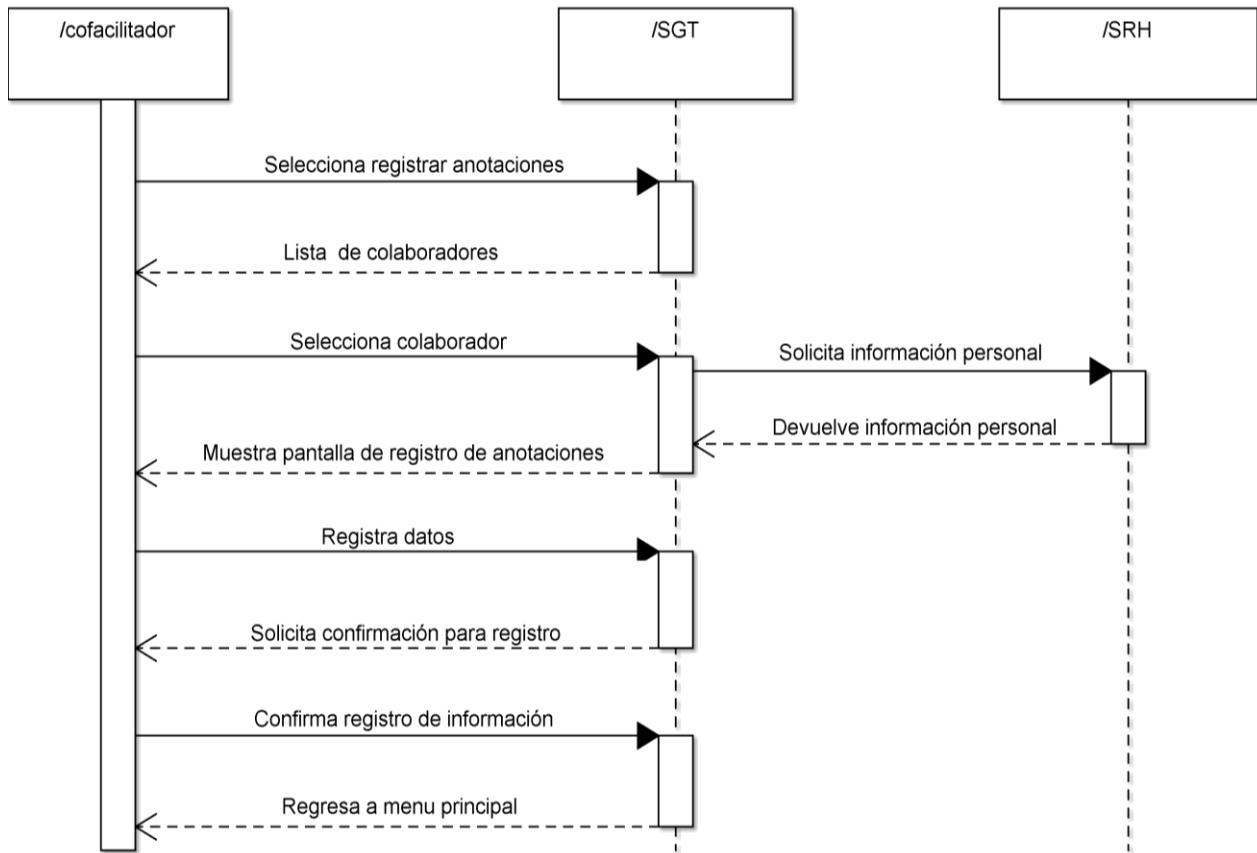 /cofacilitador
/SGT
/SRH
Selecciona registrar anotaciones
Lista de colaboradores
Selecciona colaborador
Solicita información personal
Devuelve información personal
Muestra pantalla de registro de anotaciones
Registra datos
Solicita confirmación para registro
Confirma registro de información
Regresa a menu principal